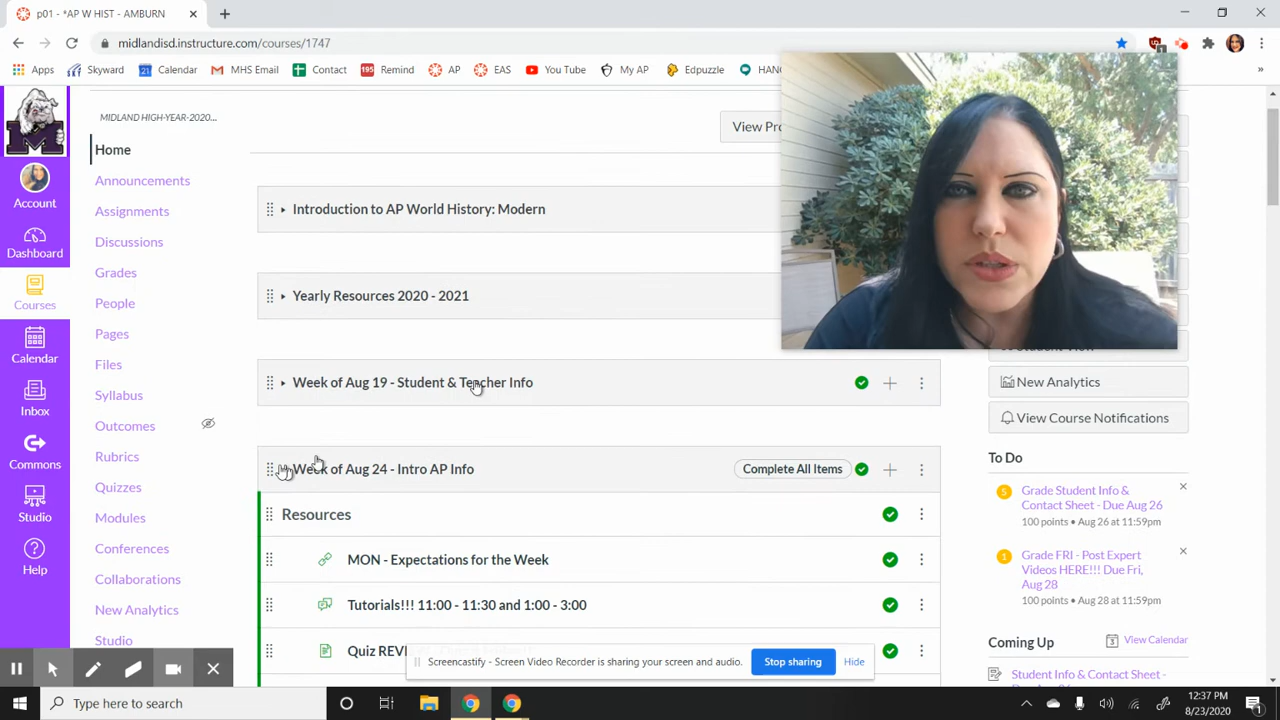 p01 - *AP W HIST - AMBURN
midlandisd.instructure.com/courses/1747
Apps
Skyward
Calendar
MHS Email
Contact
Remind
AP
EAS
You Tube
My AP
Edpuzzle
MIDLAND HIGH-YEAR-2020...
Account
Dashboard
Courses
Calendar
Inbox
Commons
Studio
Help
Home
Announcements
Assignments
Discussions
Grades
People
Pages
Files
Syllabus
Outcomes
Rubrics
Quizzes
Modules
Conferences
Collaborations
New Analytics
Studio
Introduction to AP World History: Modern
Yearly Resources 2020 - 2021
Week of Aug 19 - Student & Teacher Info
Week of Aug 24 - Intro AP Info
Complete All Items
Resources
MON - Expectations for the Week
Tutorials!!! 11:00 - 11:30 and 1:00 - 3:00
Quiz
Screencastify - Screen Video Recorder is sharing your screen and audio.
Stop sharing
Hide
View
New Analytics
View Course Notifications
To Do
5
Grade Student Info &
Contact Sheet - Due Aug 26
100 points • Aug 26 at 11:59pm
1
Grade FRI - Post Expert
Videos HERE!!! Due Fri,
Aug 28
100 points • Aug 28 at 11:59pm
Coming Up
View Calendar
Student Info & Contact Sheet -
Type here to search
12:37 PM
8/23/2020